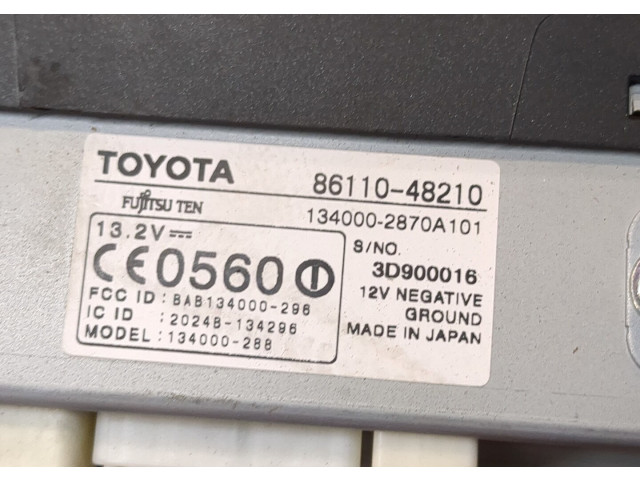 TOYOTA 86110-48210
FUJITSU TEN 134000-2870A101
13.2V⎓ S/NO.
CE0560 3D900016
FCC ID : BAB134000-296 12V NEGATIVE
IC ID : 2024B-134296 GROUND
MODEL : 134000-288 MADE IN JAPAN